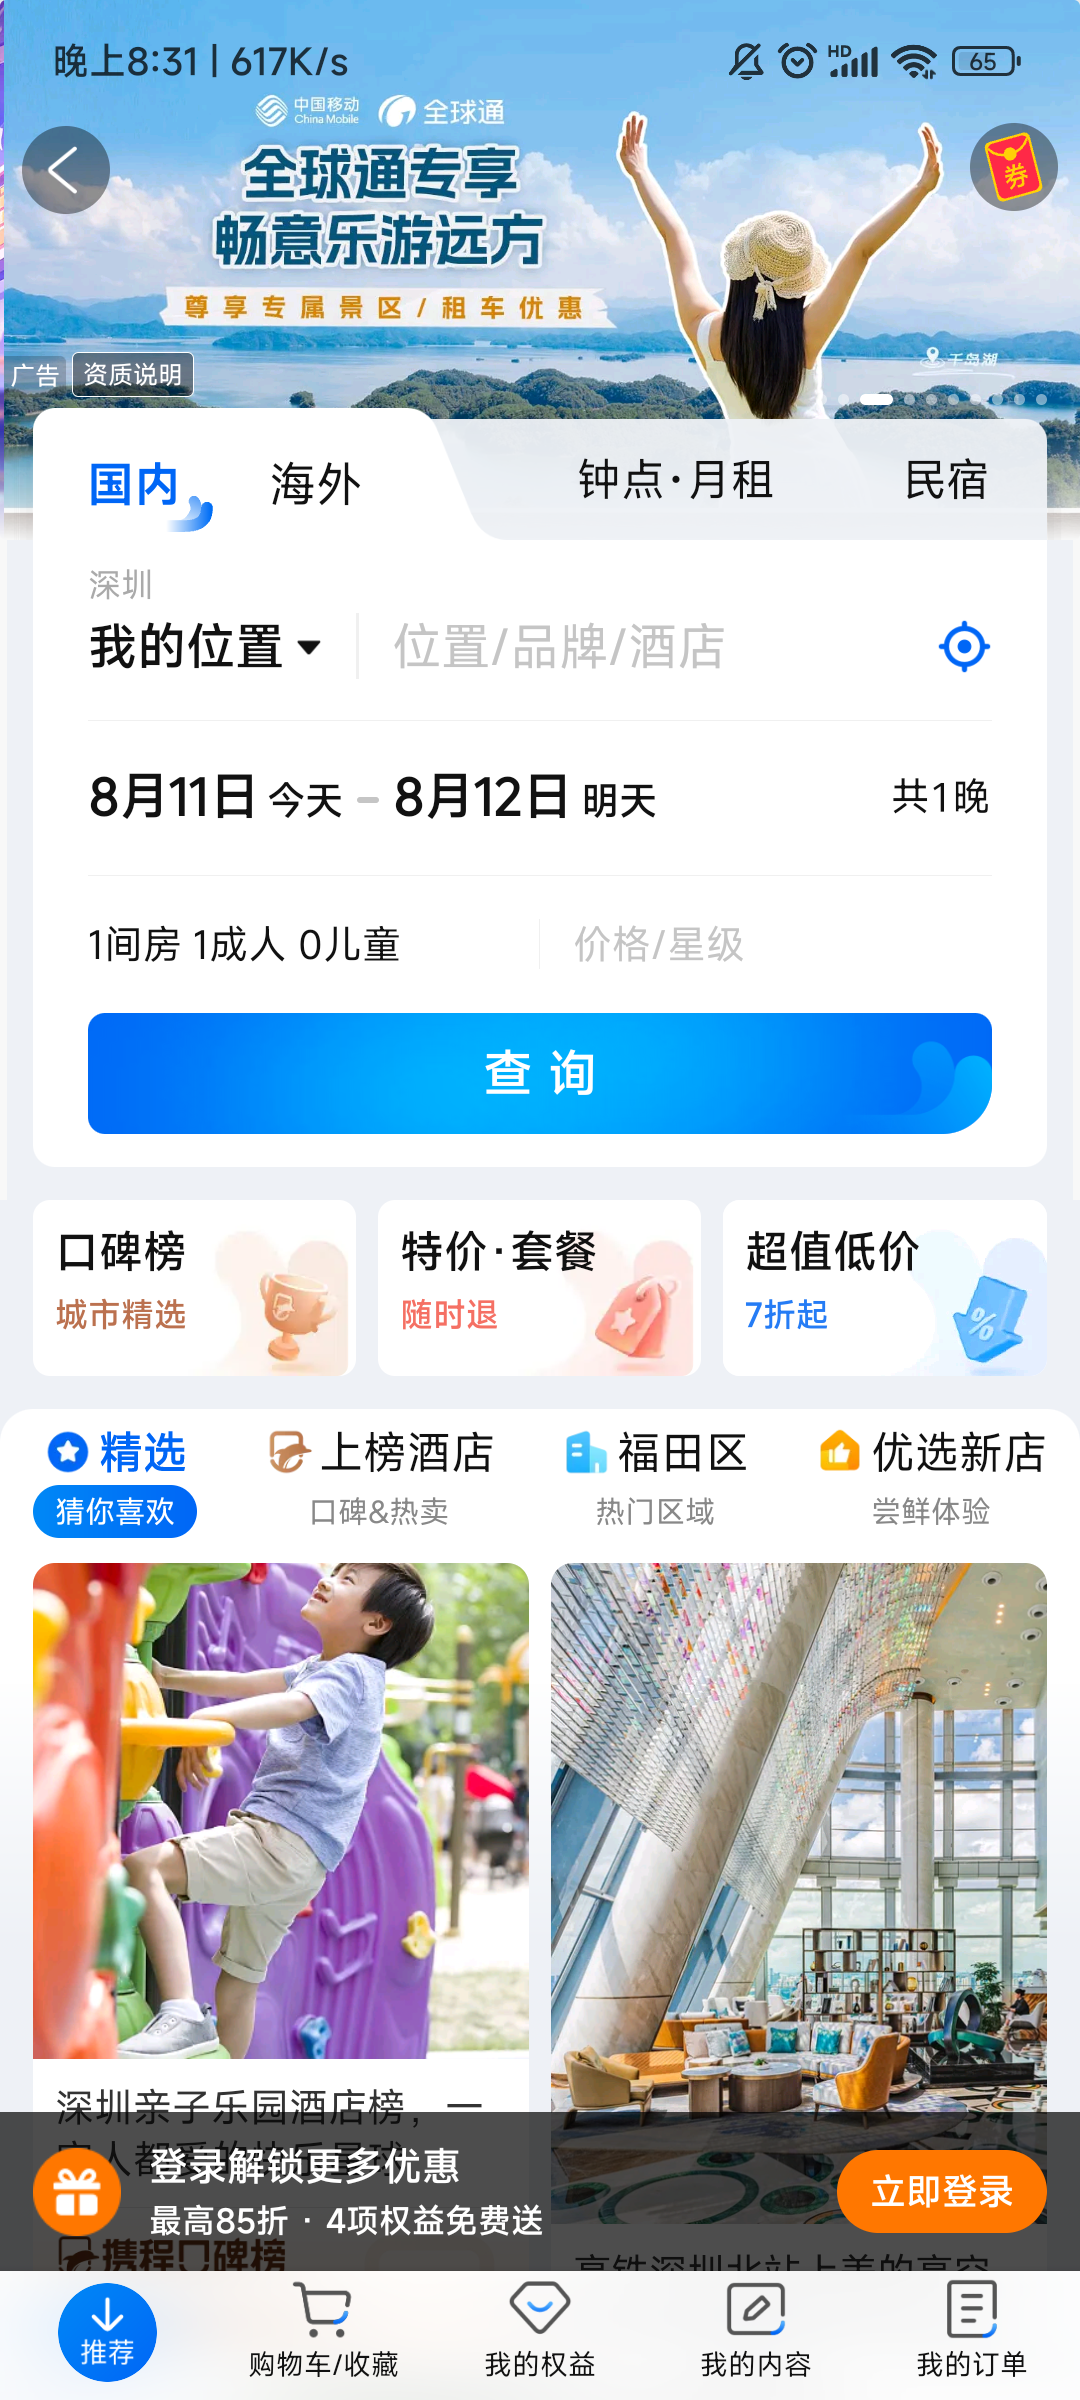 晚上8:31 | 617K/s
HD
65
中国移动
China Mobile
全球通
全球通专享
畅意乐游远方
尊享专属景区/租车优惠
券
千岛湖
广告
资质说明
国内
海外
钟点·月租
民宿
深圳
我的位置
位置/品牌/酒店
8月11日 今天 – 8月12日 明天
共1晚
1间房 1成人 0儿童
价格/星级
查询
口碑榜
城市精选
特价·套餐
随时退
超值低价
7折起
%
精选
猜你喜欢
上榜酒店
口碑&热卖
福田区
热门区域
优选新店
尝鲜体验
深圳亲子乐园酒店榜，一
登录解锁更多优惠
最高85折 · 4项权益免费送
立即登录
携程口碑榜
推荐
购物车/收藏
我的权益
我的内容
我的订单